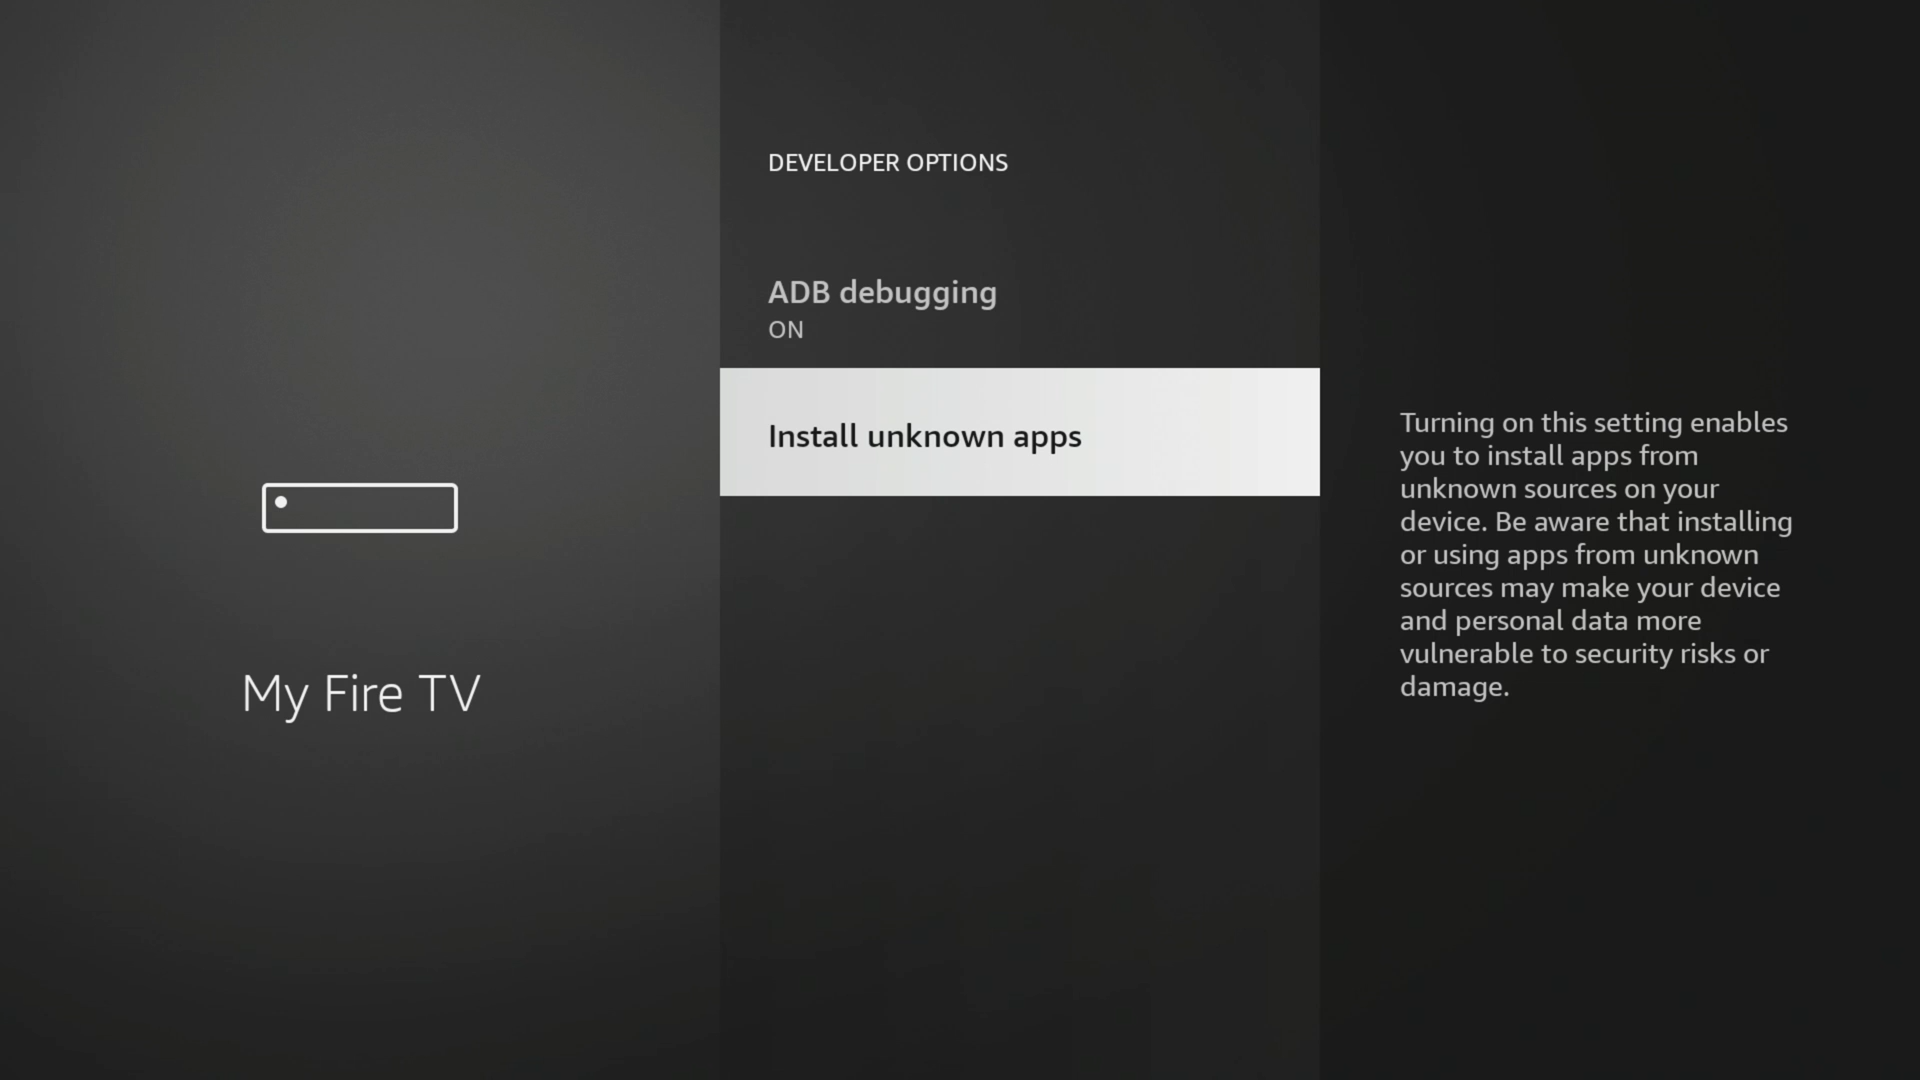 DEVELOPER OPTIONS
ADB debugging
ON
Install unknown apps
My Fire TV
Turning on this setting enables
you to install apps from
unknown sources on your
device. Be aware that installing
or using apps from unknown
sources may make your device
and personal data more
vulnerable to security risks or
damage.